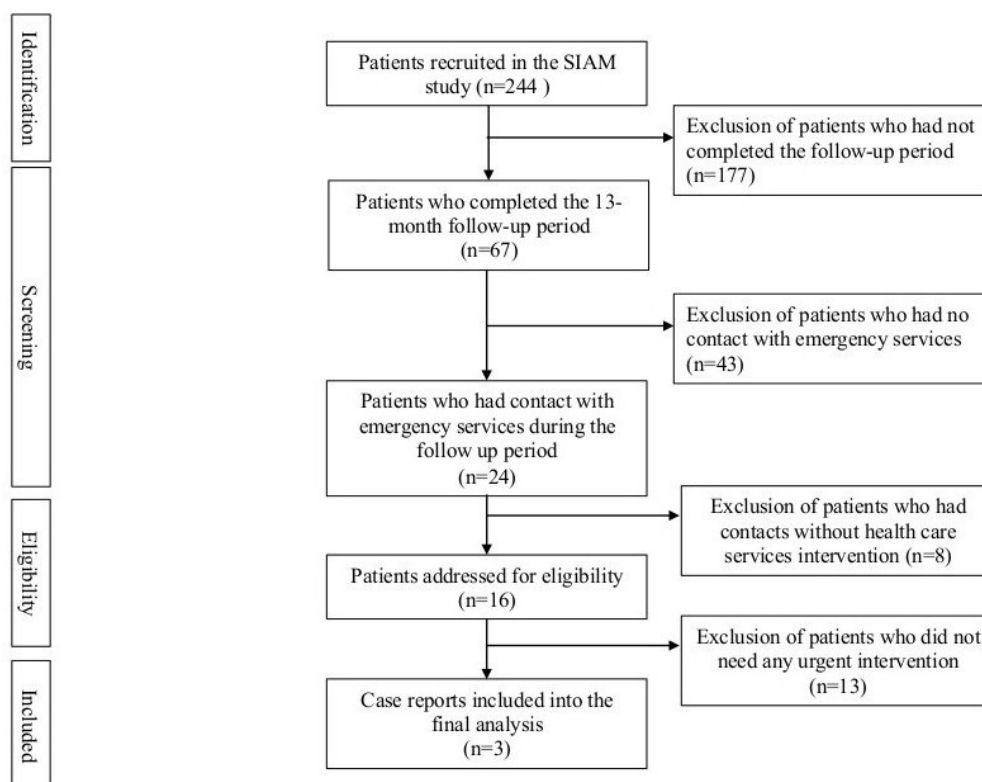 Identification
Patients recruited in the SIAM
study (n=244 )
Exclusion of patients who had not
completed the follow-up period
(n=177)
Screening
Patients who completed the 13-
month follow-up period
(n=67)
Exclusion of patients who had no
contact with emergency services
(n=43)
Patients who had contact with
emergency services during the
follow up period
(n=24)
Eligibility
Exclusion of patients who had
contacts without health care
services intervention (n=8)
Patients addressed for eligibility
(n=16)
Exclusion of patients who did not
need any urgent intervention
(n=13)
Included
Case reports included into the
final analysis
(n=3)